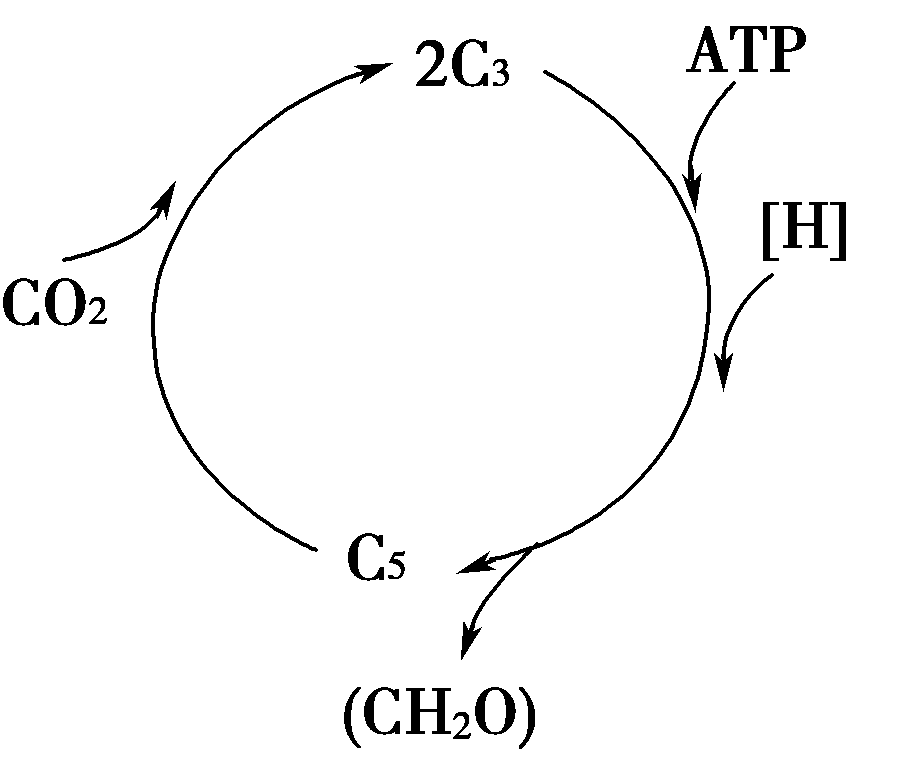 2C₃
ATP
[H]
CO₂
C₅
(CH₂O)